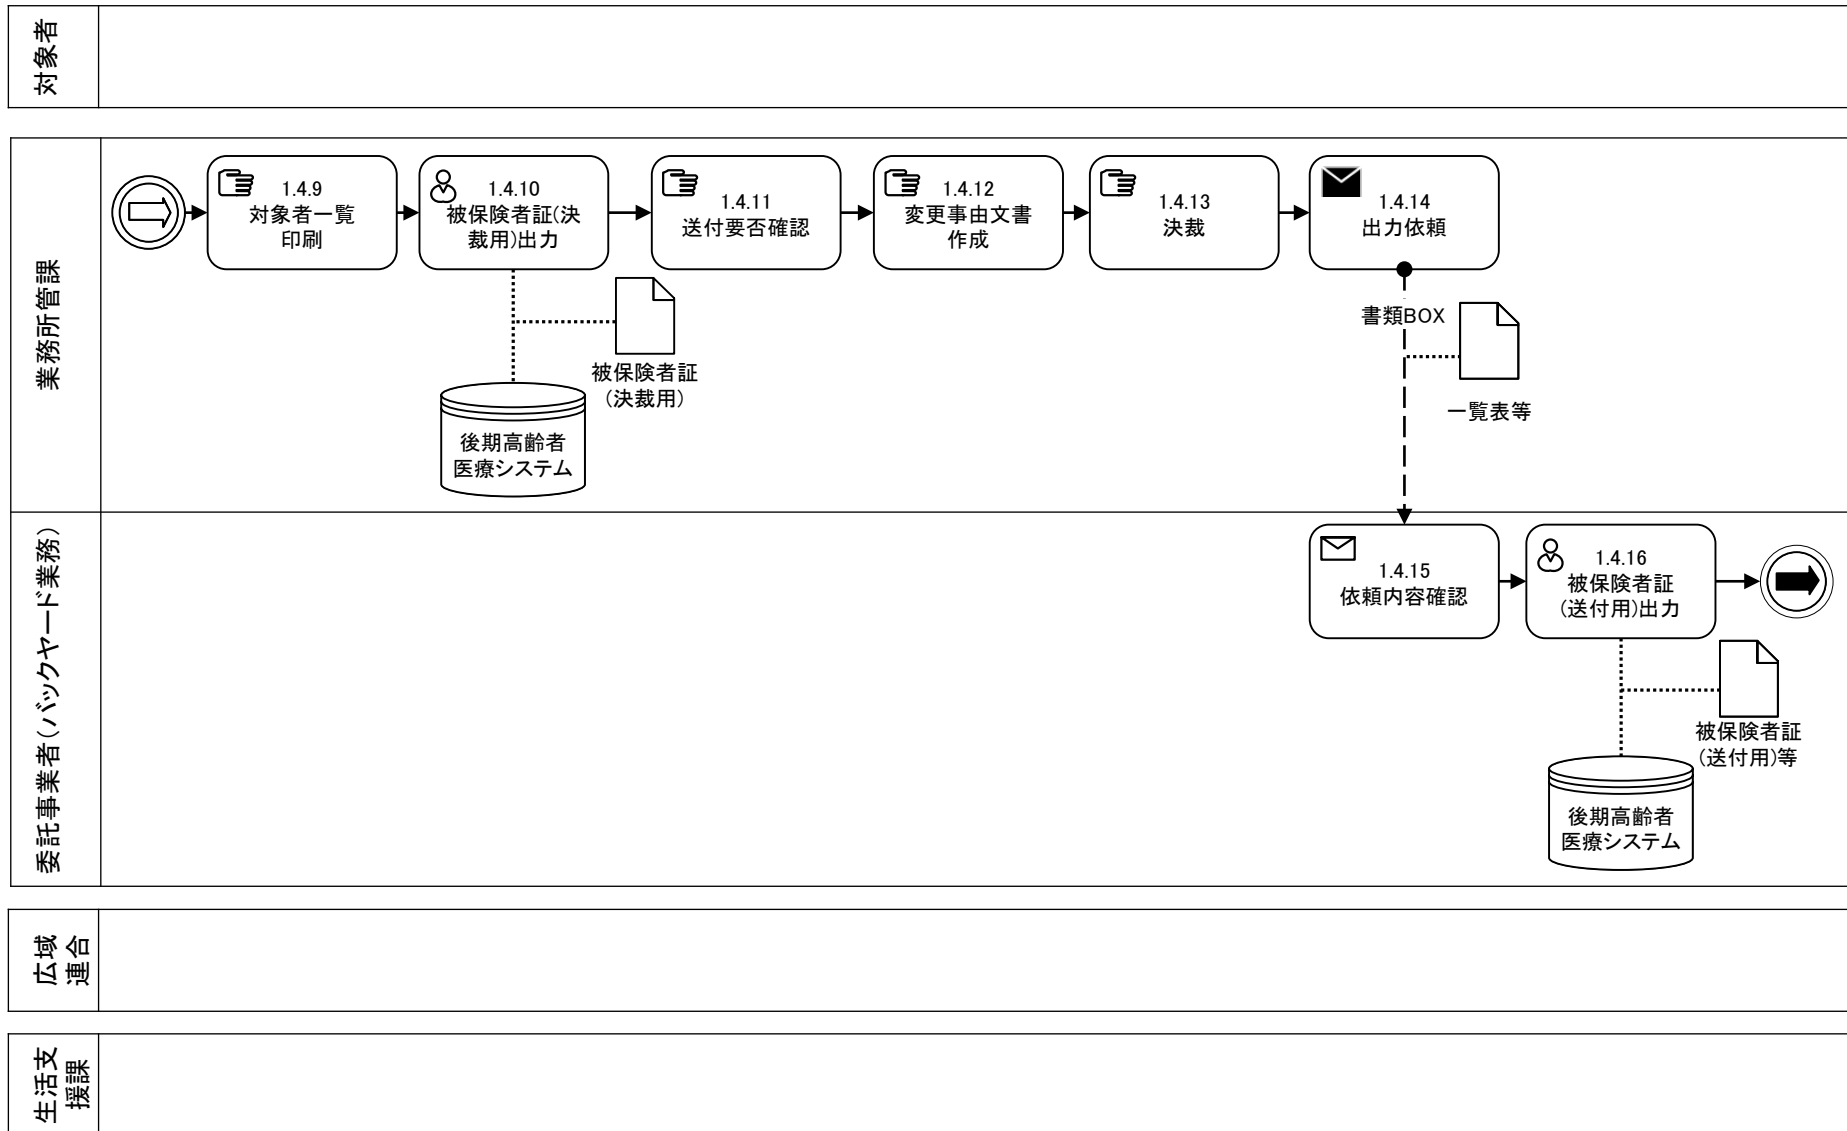 対象者
業務所管課
1.4.9
対象者一覧
印刷
1.4.10
被保険者証(決
裁用)出力
1.4.11
送付要否確認
1.4.12
変更事由文書
作成
1.4.13
決裁
1.4.14
出力依頼
被保険者証
(決裁用)
後期高齢者
医療システム
書類BOX
一覧表等
委託事業者(バックヤード業務)
1.4.15
依頼内容確認
1.4.16
被保険者証
(送付用)出力
被保険者証
(送付用)等
後期高齢者
医療システム
広域
連合
生活支
援課